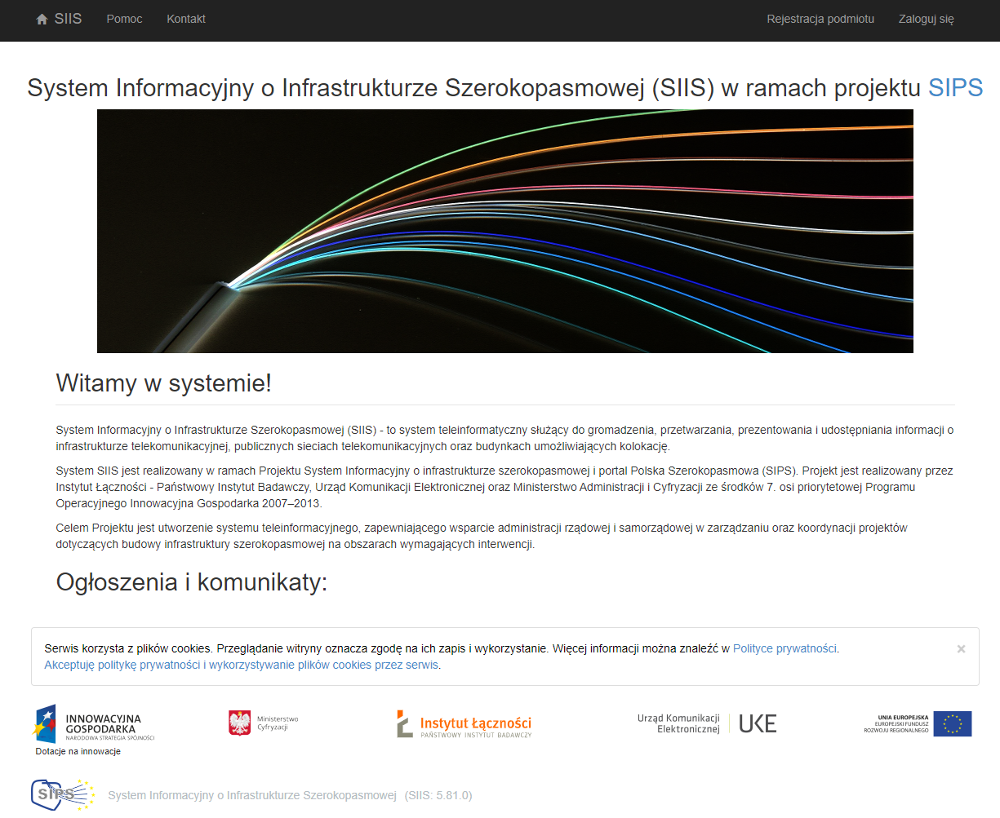 SIIS Pomoc Kontakt Rejestracja podmiotu Zaloguj się
System Informacyjny o Infrastrukturze Szerokopasmowej (SIIS) w ramach projektu SIPS
Witamy w systemie!
System Informacyjny o Infrastrukturze Szerokopasmowej (SIIS) - to system teleinformatyczny służący do gromadzenia, przetwarzania, prezentowania i udostępniania informacji o
infrastrukturze telekomunikacyjnej, publicznych sieciach telekomunikacyjnych oraz budynkach umożliwiających kolokację.
System SIIS jest realizowany w ramach Projektu System Informacyjny o infrastrukturze szerokopasmowej i portal Polska Szerokopasmowa (SIPS). Projekt jest realizowany przez
Instytut Łączności - Państwowy Instytut Badawczy, Urząd Komunikacji Elektronicznej oraz Ministerstwo Administracji i Cyfryzacji ze środków 7. osi priorytetowej Programu
Operacyjnego Innowacyjna Gospodarka 2007–2013.
Celem Projektu jest utworzenie systemu teleinformacyjnego, zapewniającego wsparcie administracji rządowej i samorządowej w zarządzaniu oraz koordynacji projektów
dotyczących budowy infrastruktury szerokopasmowej na obszarach wymagających interwencji.
Ogłoszenia i komunikaty:
Serwis korzysta z plików cookies. Przeglądanie witryny oznacza zgodę na ich zapis i wykorzystanie. Więcej informacji można znaleźć w Polityce prywatności. ×
Akceptuję politykę prywatności i wykorzystywanie plików cookies przez serwis.
INNOWACYJNA
GOSPODARKA
NARODOWA STRATEGIA SPÓJNOŚCI
Dotacje na innowacje
Ministerstwo
Cyfryzacji
Instytut Łączności
PAŃSTWOWY INSTYTUT BADAWCZY
Urząd Komunikacji
Elektronicznej
UKE
UNIA EUROPEJSKA
EUROPEJSKI FUNDUSZ
ROZWOJU REGIONALNEGO
SIPS
System Informacyjny o Infrastrukturze Szerokopasmowej (SIIS: 5.81.0)